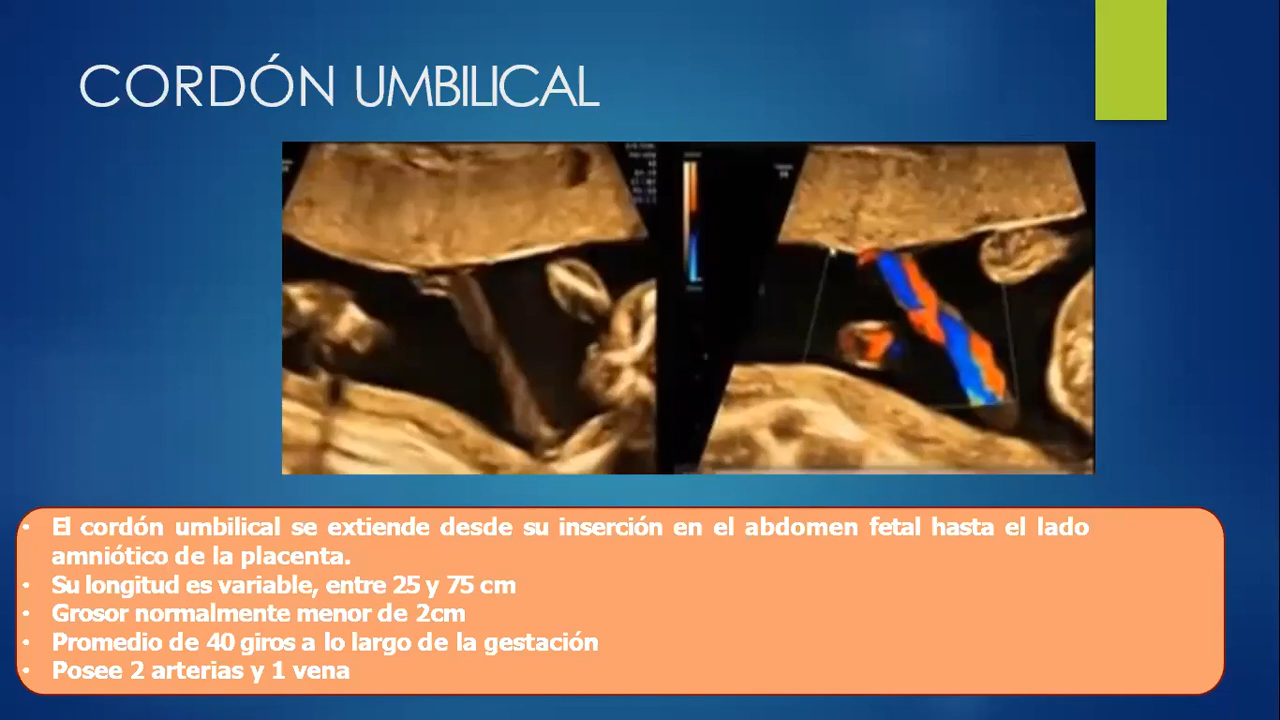 CORDÓN UMBILICAL
• El cordón umbilical se extiende desde su inserción en el abdomen fetal hasta el lado
amniótico de la placenta.
• Su longitud es variable, entre 25 y 75 cm
• Grosor normalmente menor de 2cm
• Promedio de 40 giros a lo largo de la gestación
• Posee 2 arterias y 1 vena